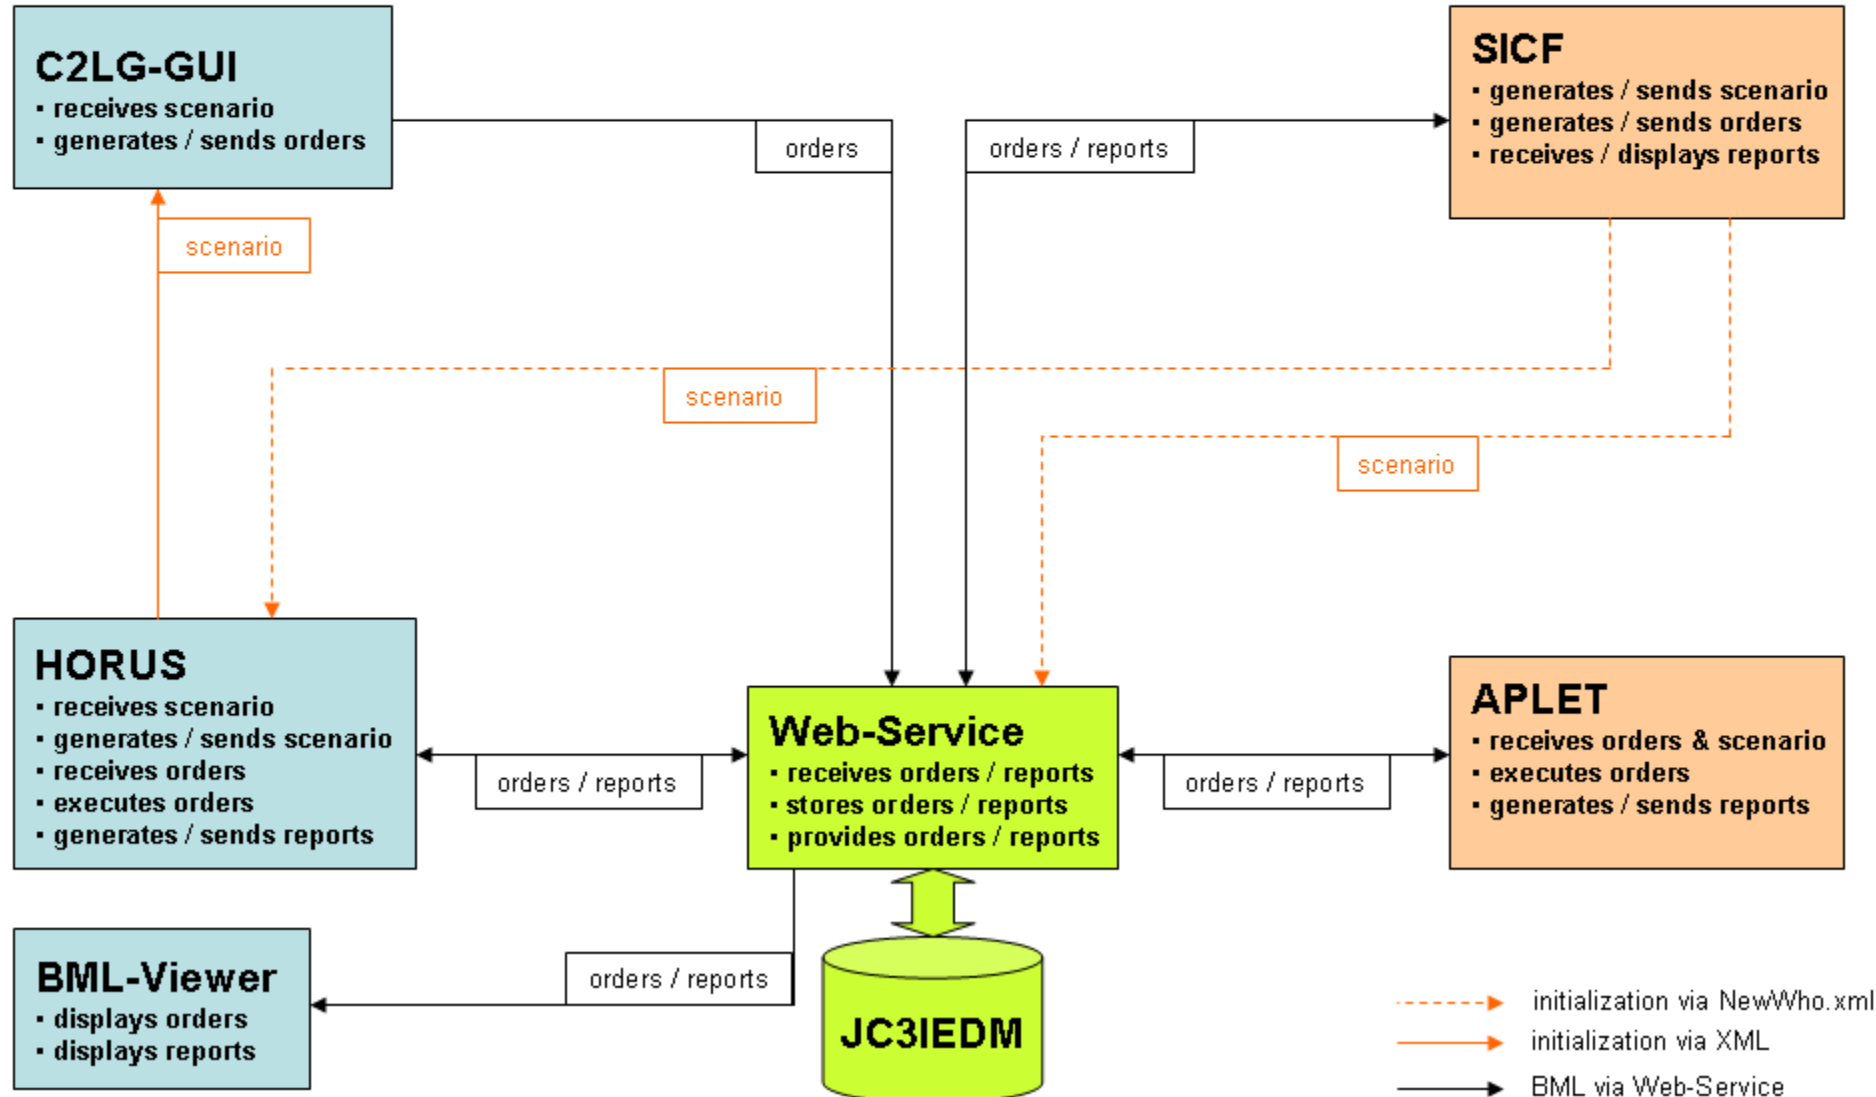 C2LG-GUI
▪ receives scenario
▪ generates / sends orders
SICF
▪ generates / sends scenario
▪ generates / sends orders
▪ receives / displays reports
orders
orders / reports
scenario
scenario
scenario
HORUS
▪ receives scenario
▪ generates / sends scenario
▪ receives orders
▪ executes orders
▪ generates / sends reports
orders / reports
Web-Service
▪ receives orders / reports
▪ stores orders / reports
▪ provides orders / reports
orders / reports
APLET
▪ receives orders & scenario
▪ executes orders
▪ generates / sends reports
BML-Viewer
▪ displays orders
▪ displays reports
orders / reports
JC3IEDM
initialization via NewWho.xml
initialization via XML
BML via Web-Service